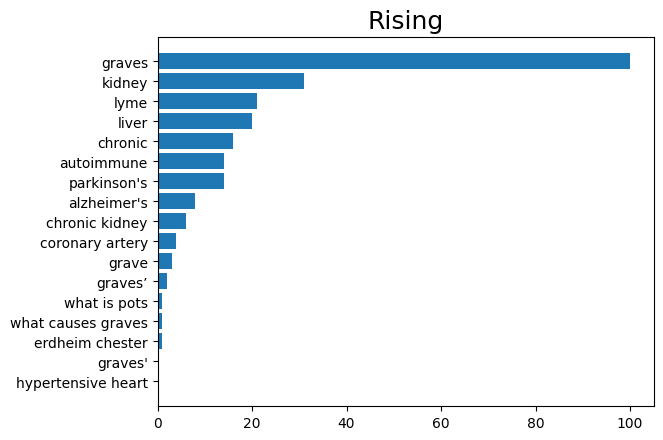 Rising
graves
kidney
lyme
liver
chronic
autoimmune
parkinson's
alzheimer's
chronic kidney
coronary artery
grave
graves’
what is pots
what causes graves
erdheim chester
graves'
hypertensive heart
0 20 40 60 80 100